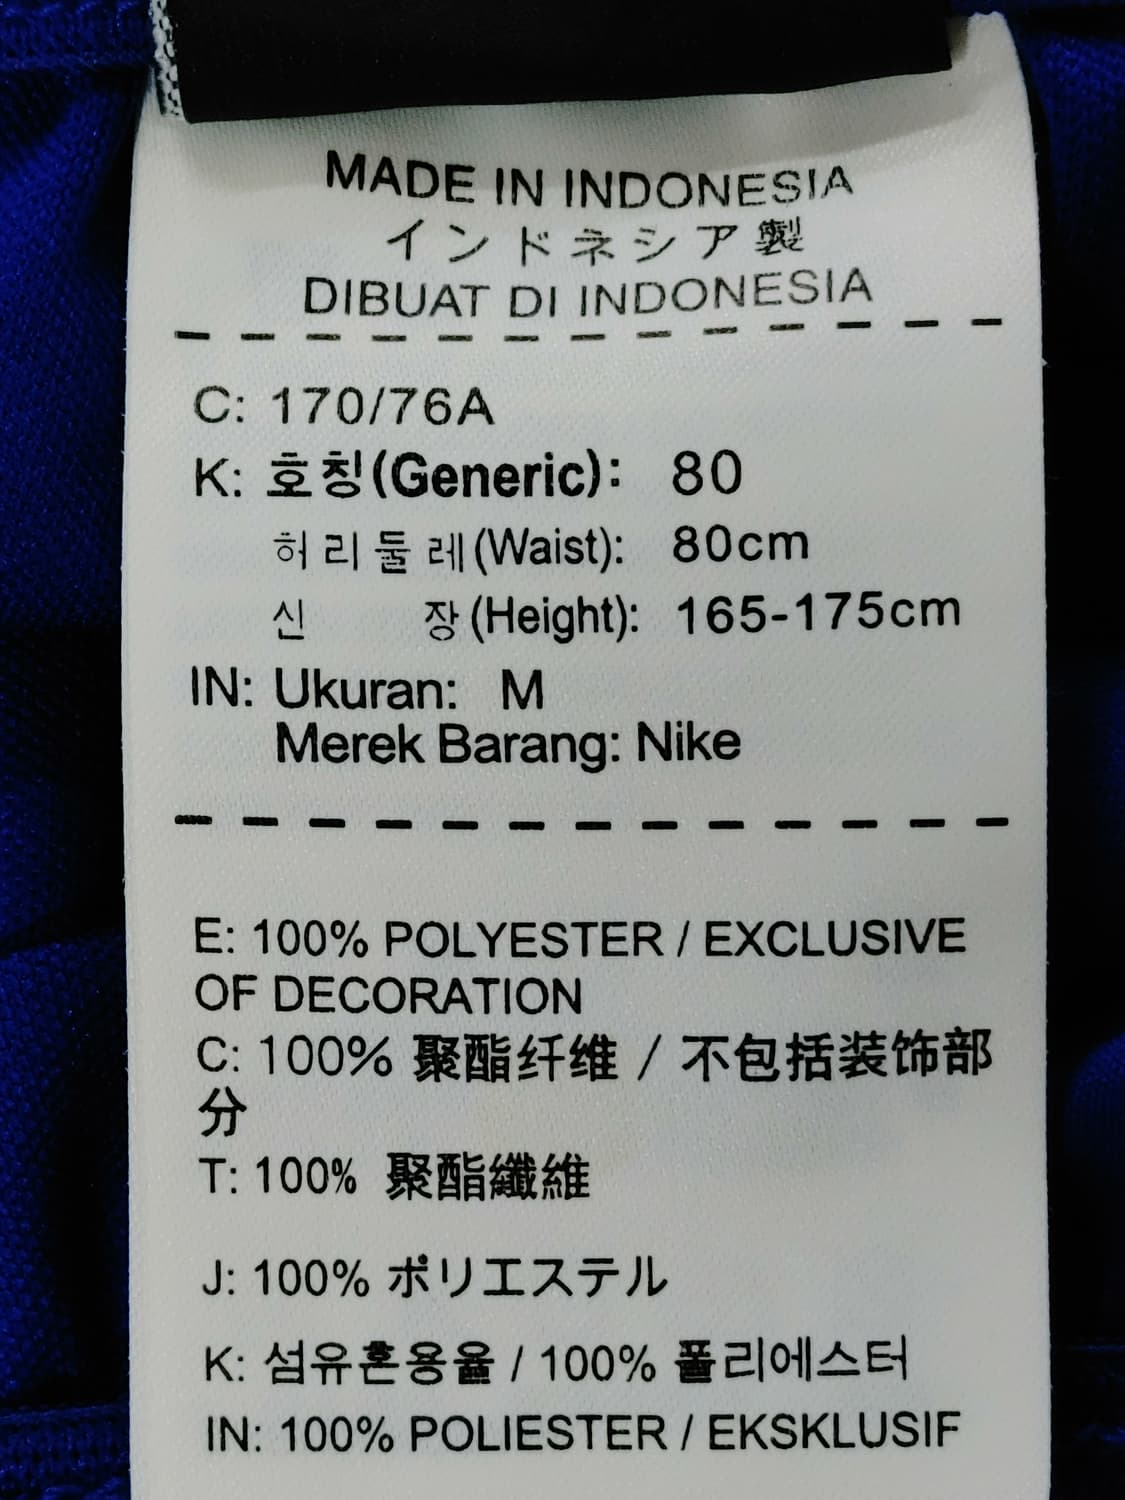 MADE IN INDONESIA
インドネシア製
DIBUAT DI INDONESIA
C: 170/76A
K: 호칭(Generic): 80
허리둘레(Waist): 80cm
신 장(Height): 165-175cm
IN: Ukuran: M
Merek Barang: Nike
E: 100% POLYESTER / EXCLUSIVE
OF DECORATION
C: 100% 聚酯纤维 / 不包括装饰部
分
T: 100% 聚酯纖維
J: 100% ポリエステル
K: 섬유혼용율 / 100% 폴리에스터
IN: 100% POLIESTER / EKSKLUSIF